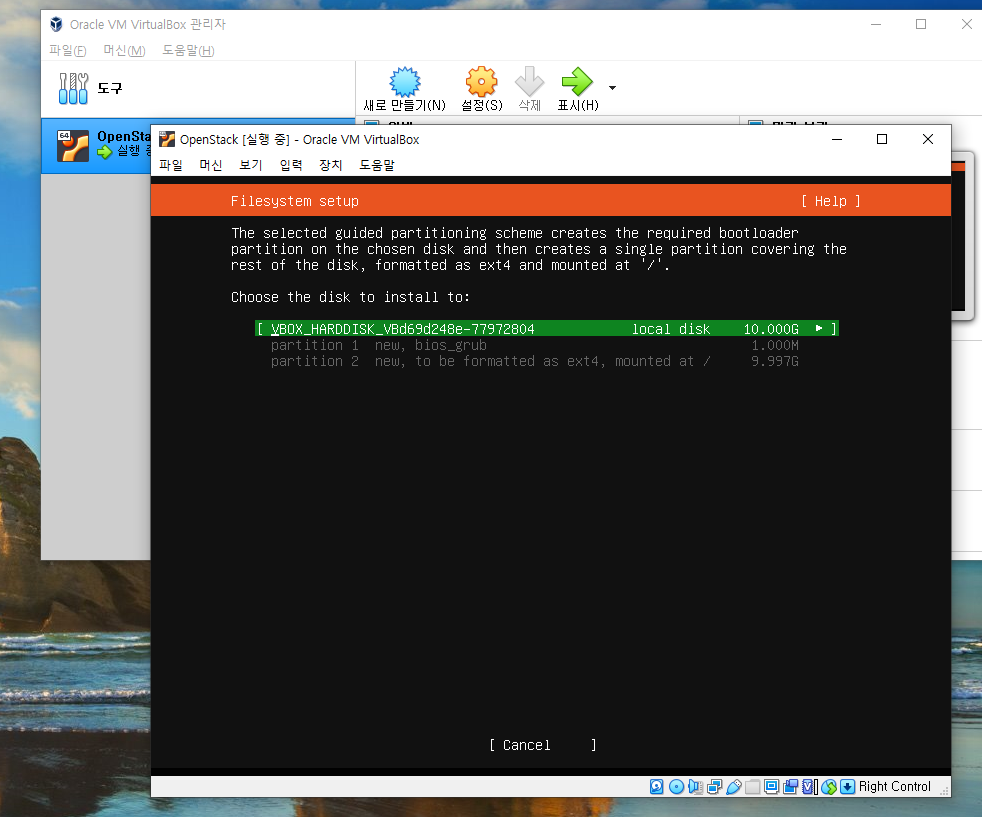 Oracle VM VirtualBox 관리자
파일(F) 머신(M) 도움말(H)
도구
새로 만들기(N) 설정(S) 삭제 표시(H)
64
OpenSta
실행
OpenStack [실행 중] - Oracle VM VirtualBox
파일 머신 보기 입력 장치 도움말
Filesystem setup [ Help ]
The selected guided partitioning scheme creates the required bootloader
partition on the chosen disk and then creates a single partition covering the
rest of the disk, formatted as ext4 and mounted at '/'.
Choose the disk to install to:
[ VBOX_HARDDISK_VBd69d248e-77972804 local disk 10.000G ▸ ]
partition 1 new, bios_grub 1.000M
partition 2 new, to be formatted as ext4, mounted at / 9.997G
[ Cancel ]
Right Control